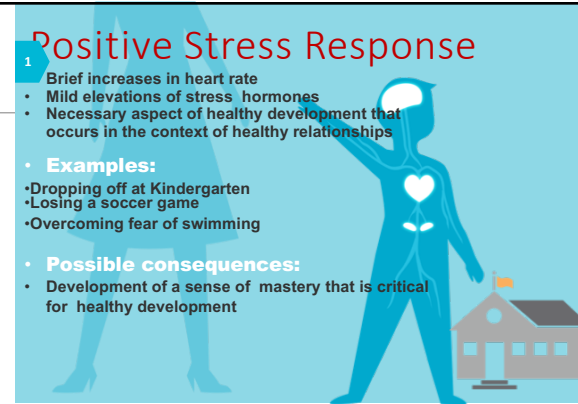 Positive Stress Response
1
Brief increases in heart rate
• Mild elevations of stress hormones
• Necessary aspect of healthy development that
occurs in the context of healthy relationships
• Examples:
•Dropping off at Kindergarten
•Losing a soccer game
•Overcoming fear of swimming
• Possible consequences:
• Development of a sense of mastery that is critical
for healthy development